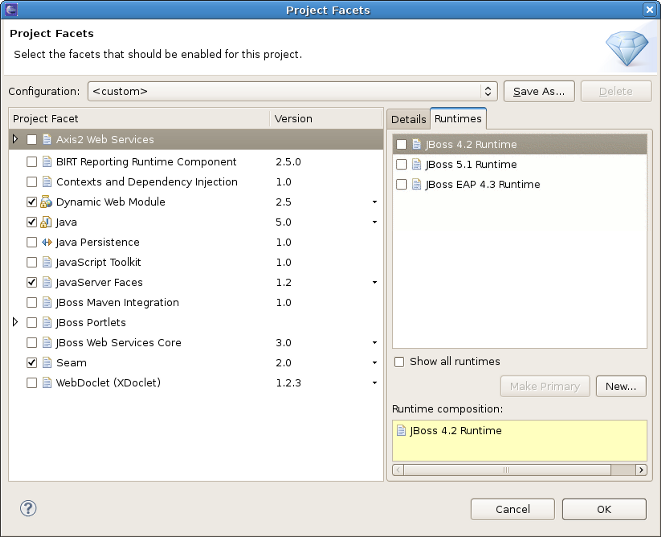 Project Facets
Project Facets
Select the facets that should be enabled for this project.
Configuration: <custom> Save As... Delete
Project Facet Version
Axis2 Web Services
BIRT Reporting Runtime Component 2.5.0
Contexts and Dependency Injection 1.0
Dynamic Web Module 2.5
Java 5.0
Java Persistence 1.0
JavaScript Toolkit 1.0
JavaServer Faces 1.2
JBoss Maven Integration 1.0
JBoss Portlets
JBoss Web Services Core 3.0
Seam 2.0
WebDoclet (XDoclet) 1.2.3
Details Runtimes
JBoss 4.2 Runtime
JBoss 5.1 Runtime
JBoss EAP 4.3 Runtime
Show all runtimes
Make Primary New...
Runtime composition:
JBoss 4.2 Runtime
? Cancel OK